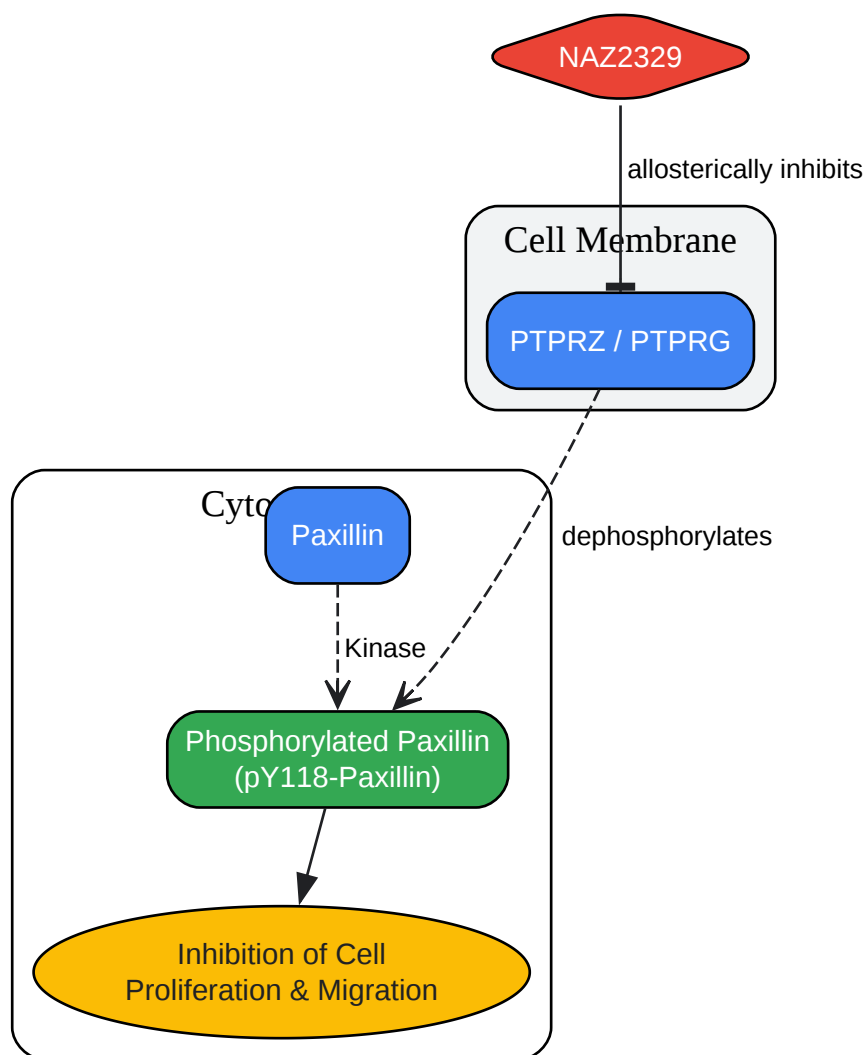 NAZ2329
allosterically inhibits
Cell Membrane
PTPRZ / PTPRG
dephosphorylates
Cyto
Paxillin
Kinase
Phosphorylated Paxillin
(pY118-Paxillin)
Inhibition of Cell
Proliferation & Migration